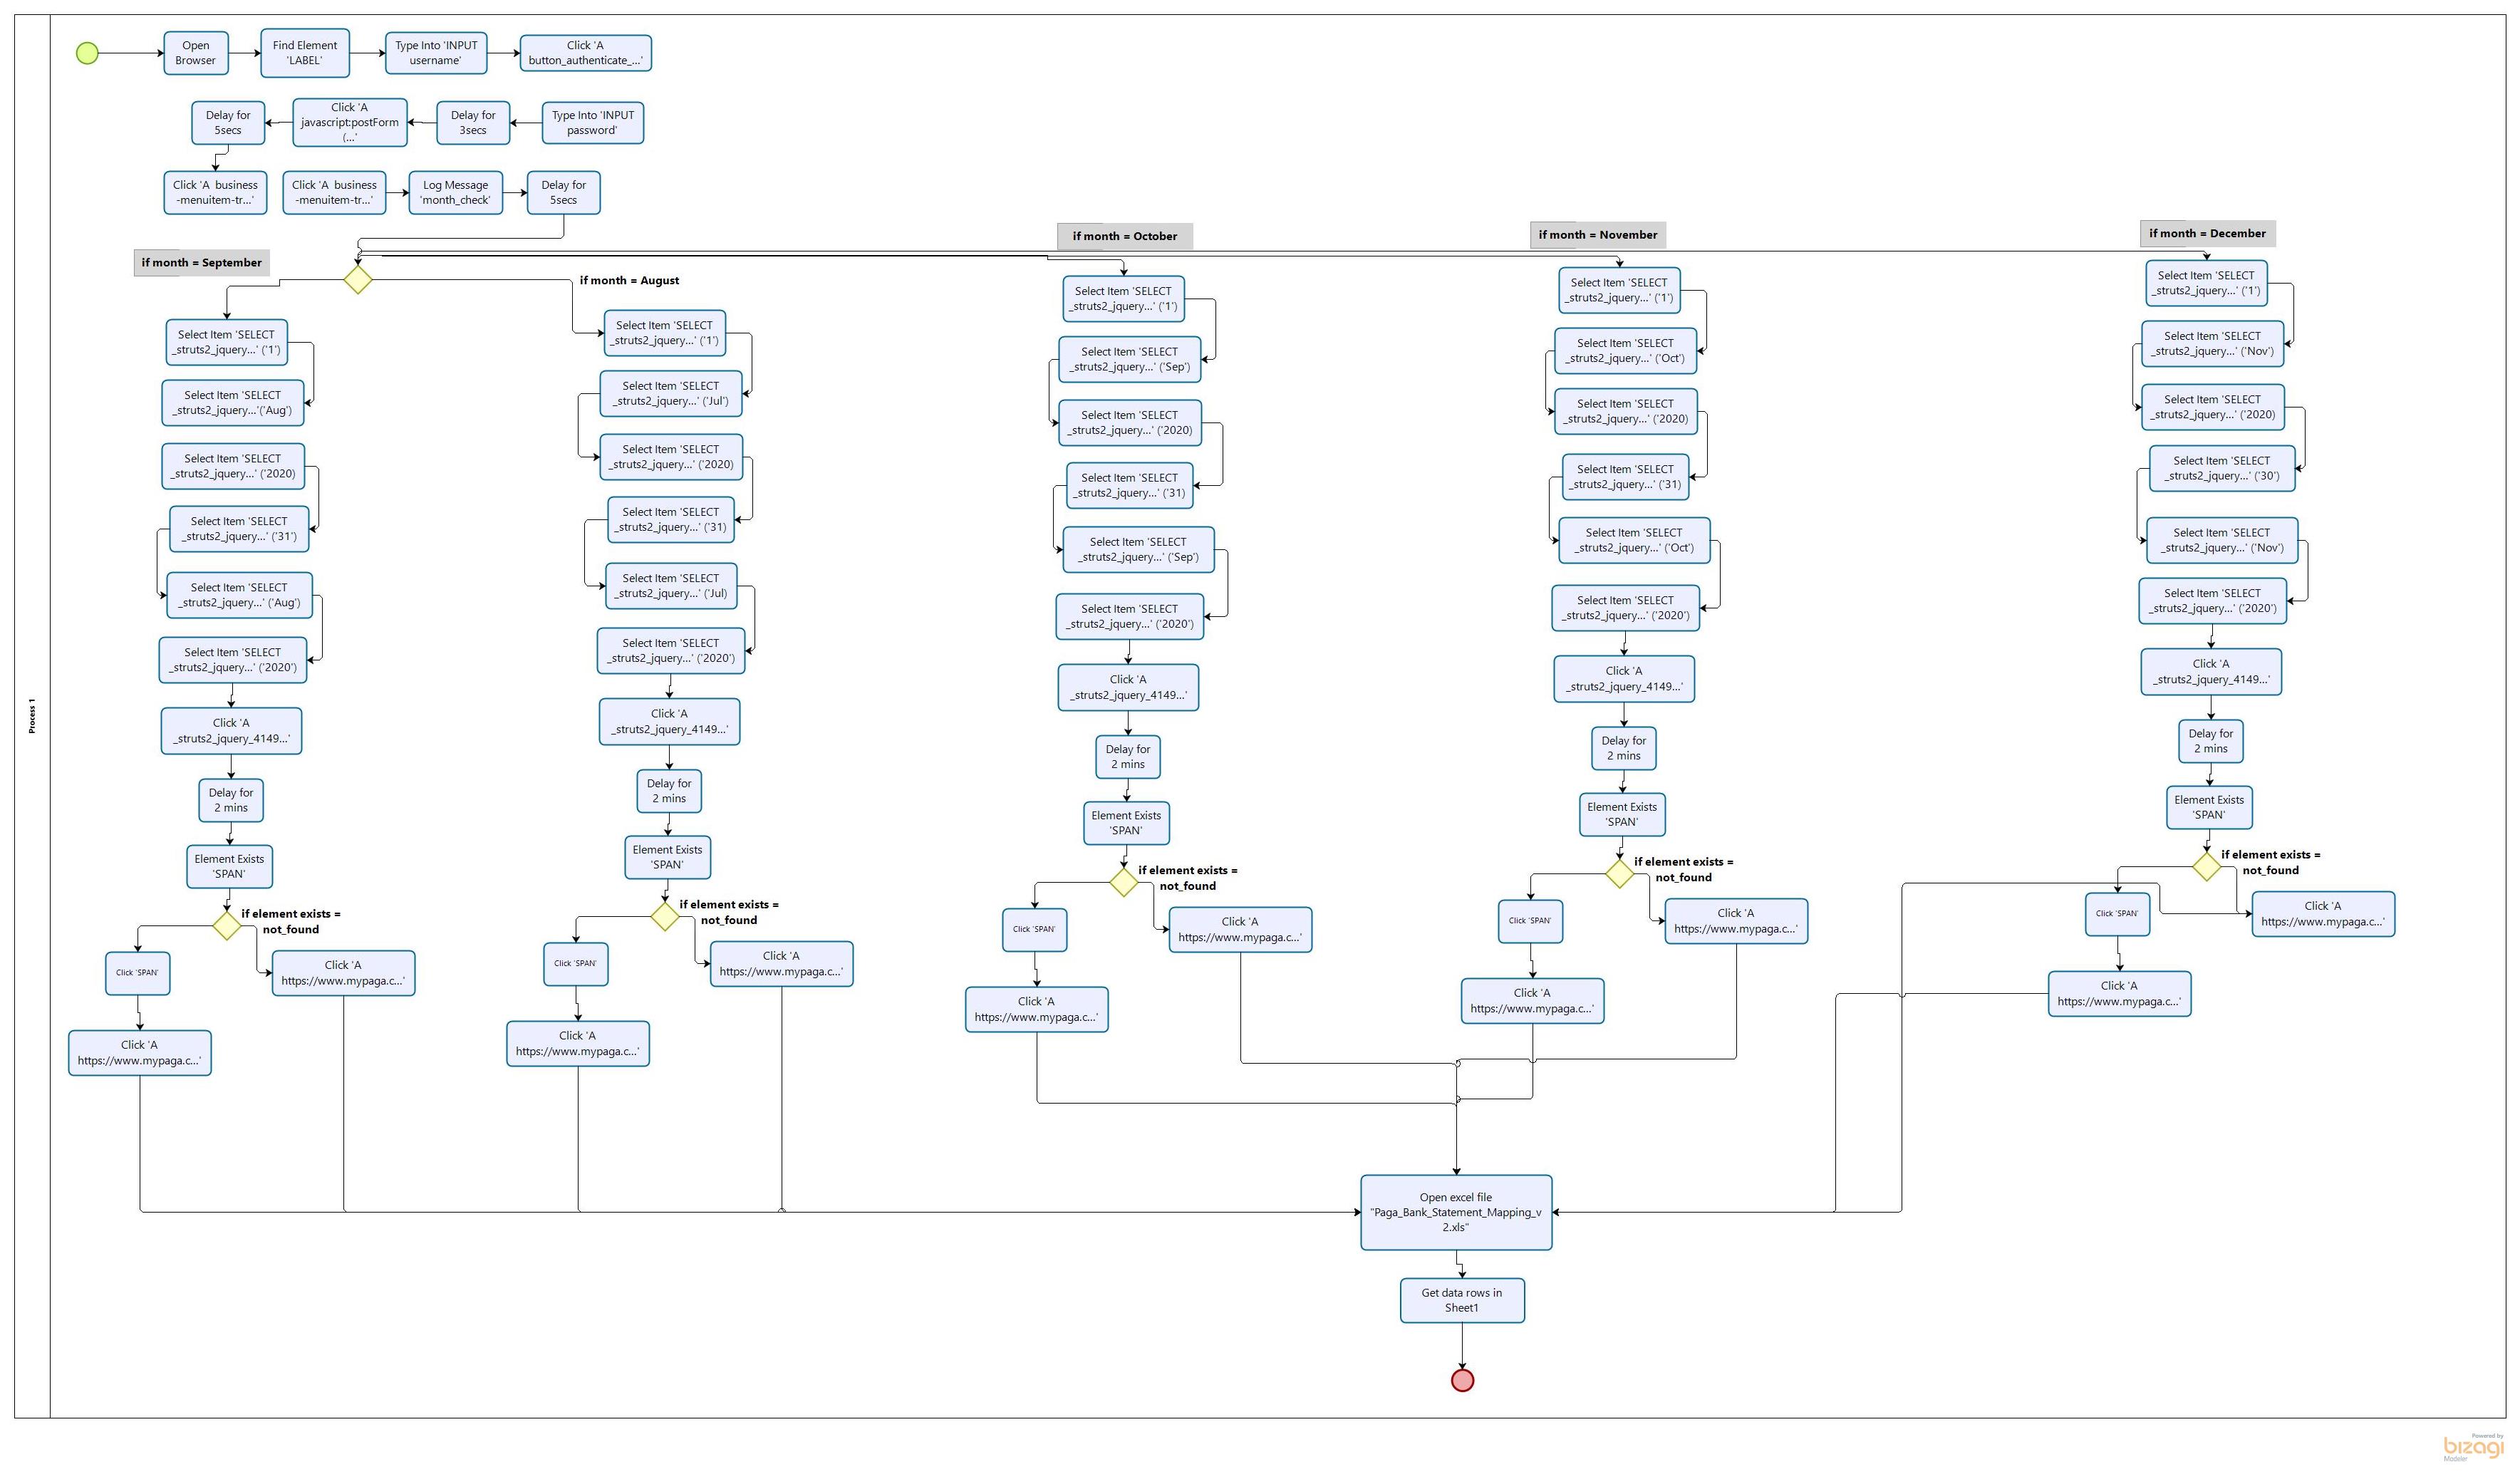 Process 1
Open
Browser
Find Element
'LABEL'
Type Into 'INPUT
username'
Click 'A
button_authenticate_...'
Delay for
5secs
Click 'A
javascript:postForm
(...'
Delay for
3secs
Type Into 'INPUT
password'
Click 'A  business
-menuitem-tr...'
Click 'A  business
-menuitem-tr...'
Log Message
'month_check'
Delay for
5secs
if month = September
Select Item 'SELECT
_struts2_jquery...' ('1')
Select Item 'SELECT
_struts2_jquery...'('Aug')
Select Item 'SELECT
_struts2_jquery...' ('2020)
Select Item 'SELECT
_struts2_jquery...' ('31')
Select Item 'SELECT
_struts2_jquery...' ('Aug')
Select Item 'SELECT
_struts2_jquery...' ('2020')
Click 'A
_struts2_jquery_4149...'
Delay for
2 mins
Element Exists
'SPAN'
if element exists =
not_found
Click 'SPAN'
Click 'A
https://www.mypaga.c...'
Click 'A
https://www.mypaga.c...'
if month = August
Select Item 'SELECT
_struts2_jquery...' ('1')
Select Item 'SELECT
_struts2_jquery...' ('Jul')
Select Item 'SELECT
_struts2_jquery...' ('2020)
Select Item 'SELECT
_struts2_jquery...' ('31)
Select Item 'SELECT
_struts2_jquery...' ('Jul)
Select Item 'SELECT
_struts2_jquery...' ('2020')
Click 'A
_struts2_jquery_4149...'
Delay for
2 mins
Element Exists
'SPAN'
if element exists =
not_found
Click 'SPAN'
Click 'A
https://www.mypaga.c...'
Click 'A
https://www.mypaga.c...'
if month = October
Select Item 'SELECT
_struts2_jquery...' ('1')
Select Item 'SELECT
_struts2_jquery...' ('Sep')
Select Item 'SELECT
_struts2_jquery...' ('2020)
Select Item 'SELECT
_struts2_jquery...' ('31)
Select Item 'SELECT
_struts2_jquery...' ('Sep')
Select Item 'SELECT
_struts2_jquery...' ('2020')
Click 'A
_struts2_jquery_4149...'
Delay for
2 mins
Element Exists
'SPAN'
if element exists =
not_found
Click 'SPAN'
Click 'A
https://www.mypaga.c...'
Click 'A
https://www.mypaga.c...'
if month = November
Select Item 'SELECT
_struts2_jquery...' ('1')
Select Item 'SELECT
_struts2_jquery...' ('Oct')
Select Item 'SELECT
_struts2_jquery...' ('2020)
Select Item 'SELECT
_struts2_jquery...' ('31)
Select Item 'SELECT
_struts2_jquery...' ('Oct')
Select Item 'SELECT
_struts2_jquery...' ('2020')
Click 'A
_struts2_jquery_4149...'
Delay for
2 mins
Element Exists
'SPAN'
if element exists =
not_found
Click 'SPAN'
Click 'A
https://www.mypaga.c...'
Click 'A
https://www.mypaga.c...'
if month = December
Select Item 'SELECT
_struts2_jquery...' ('1')
Select Item 'SELECT
_struts2_jquery...' ('Nov')
Select Item 'SELECT
_struts2_jquery...' ('2020)
Select Item 'SELECT
_struts2_jquery...' ('30')
Select Item 'SELECT
_struts2_jquery...' ('Nov')
Select Item 'SELECT
_struts2_jquery...' ('2020')
Click 'A
_struts2_jquery_4149...'
Delay for
2 mins
Element Exists
'SPAN'
if element exists =
not_found
Click 'SPAN'
Click 'A
https://www.mypaga.c...'
Click 'A
https://www.mypaga.c...'
Open excel file
"Paga_Bank_Statement_Mapping_v
2.xls"
Get data rows in
Sheet1
Powered by
bizagi
Modeler